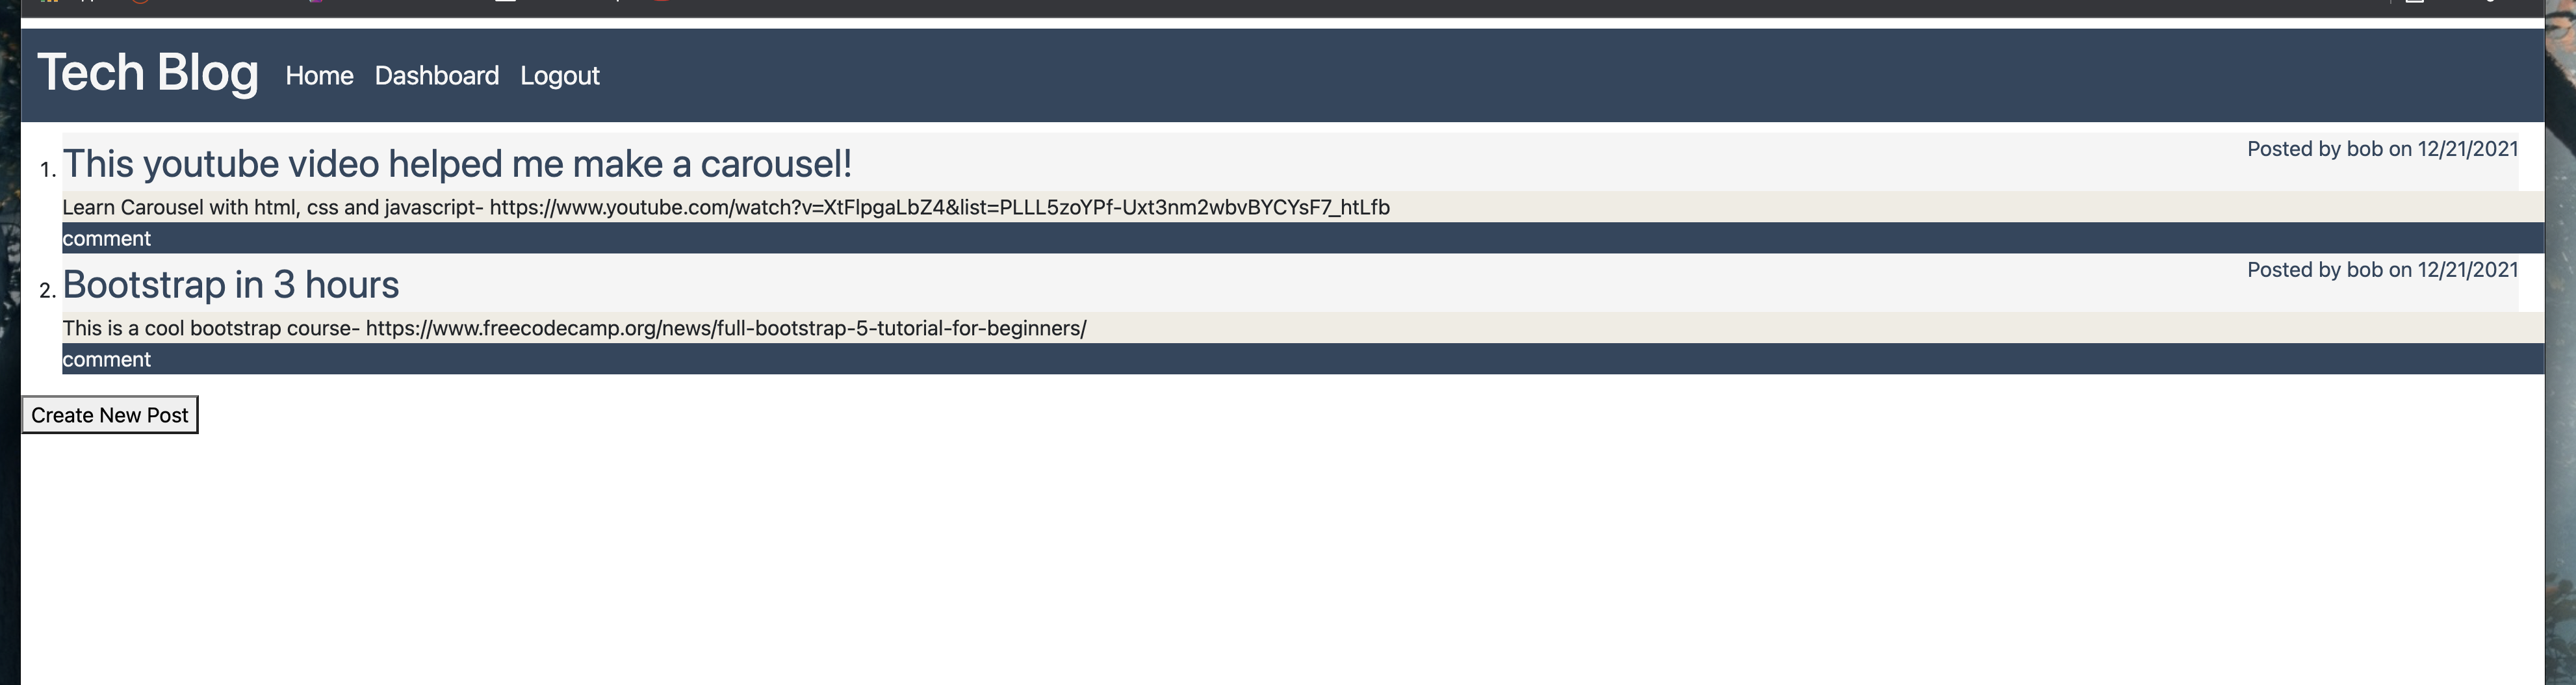 Tech Blog Home Dashboard Logout
1. This youtube video helped me make a carousel! Posted by bob on 12/21/2021
Learn Carousel with html, css and javascript- https://www.youtube.com/watch?v=XtFlpgaLbZ4&list=PLLL5zoYPf-Uxt3nm2wbvBYCYsF7_htLfb
comment
2. Bootstrap in 3 hours Posted by bob on 12/21/2021
This is a cool bootstrap course- https://www.freecodecamp.org/news/full-bootstrap-5-tutorial-for-beginners/
comment
Create New Post